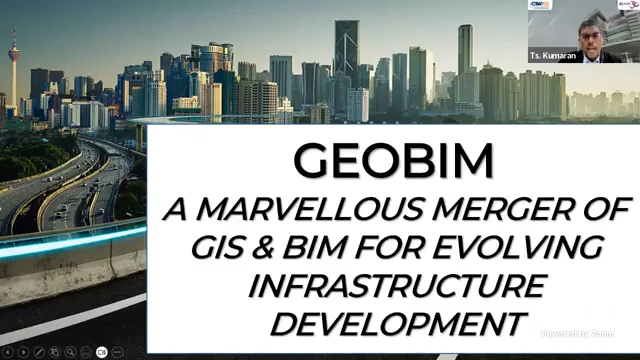 Ts. Kumaran
GEOBIM
A MARVELLOUS MERGER OF
GIS & BIM FOR EVOLVING
INFRASTRUCTURE
DEVELOPMENT
Powered by Zoom